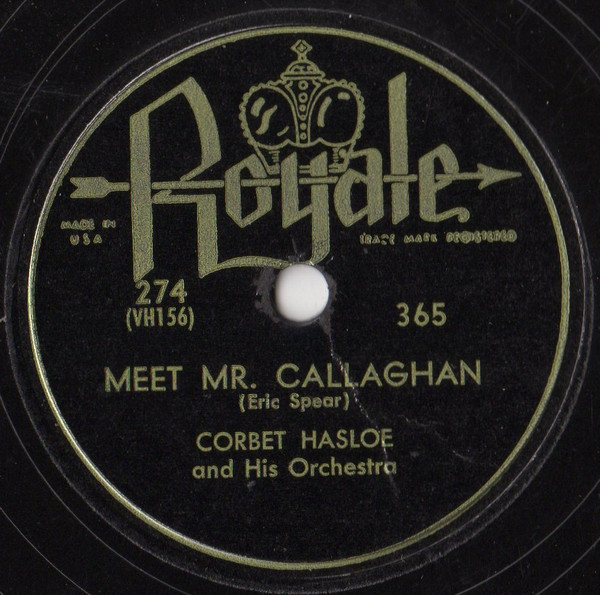 Royale
MADE IN
USA
TRADE MARK REGISTERED
274
(VH156)
365
MEET MR. CALLAGHAN
(Eric Spear)
CORBET HASLOE
and His Orchestra